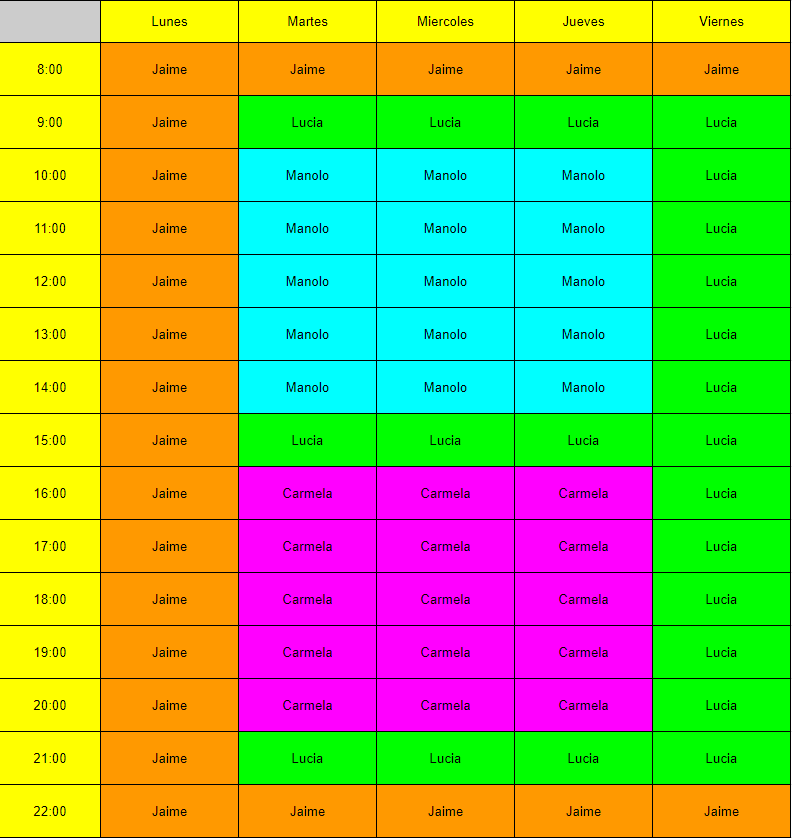 Lunes Martes Miercoles Jueves Viernes
8:00 Jaime Jaime Jaime Jaime Jaime
9:00 Jaime Lucia Lucia Lucia Lucia
10:00 Jaime Manolo Manolo Manolo Lucia
11:00 Jaime Manolo Manolo Manolo Lucia
12:00 Jaime Manolo Manolo Manolo Lucia
13:00 Jaime Manolo Manolo Manolo Lucia
14:00 Jaime Manolo Manolo Manolo Lucia
15:00 Jaime Lucia Lucia Lucia Lucia
16:00 Jaime Carmela Carmela Carmela Lucia
17:00 Jaime Carmela Carmela Carmela Lucia
18:00 Jaime Carmela Carmela Carmela Lucia
19:00 Jaime Carmela Carmela Carmela Lucia
20:00 Jaime Carmela Carmela Carmela Lucia
21:00 Jaime Lucia Lucia Lucia Lucia
22:00 Jaime Jaime Jaime Jaime Jaime